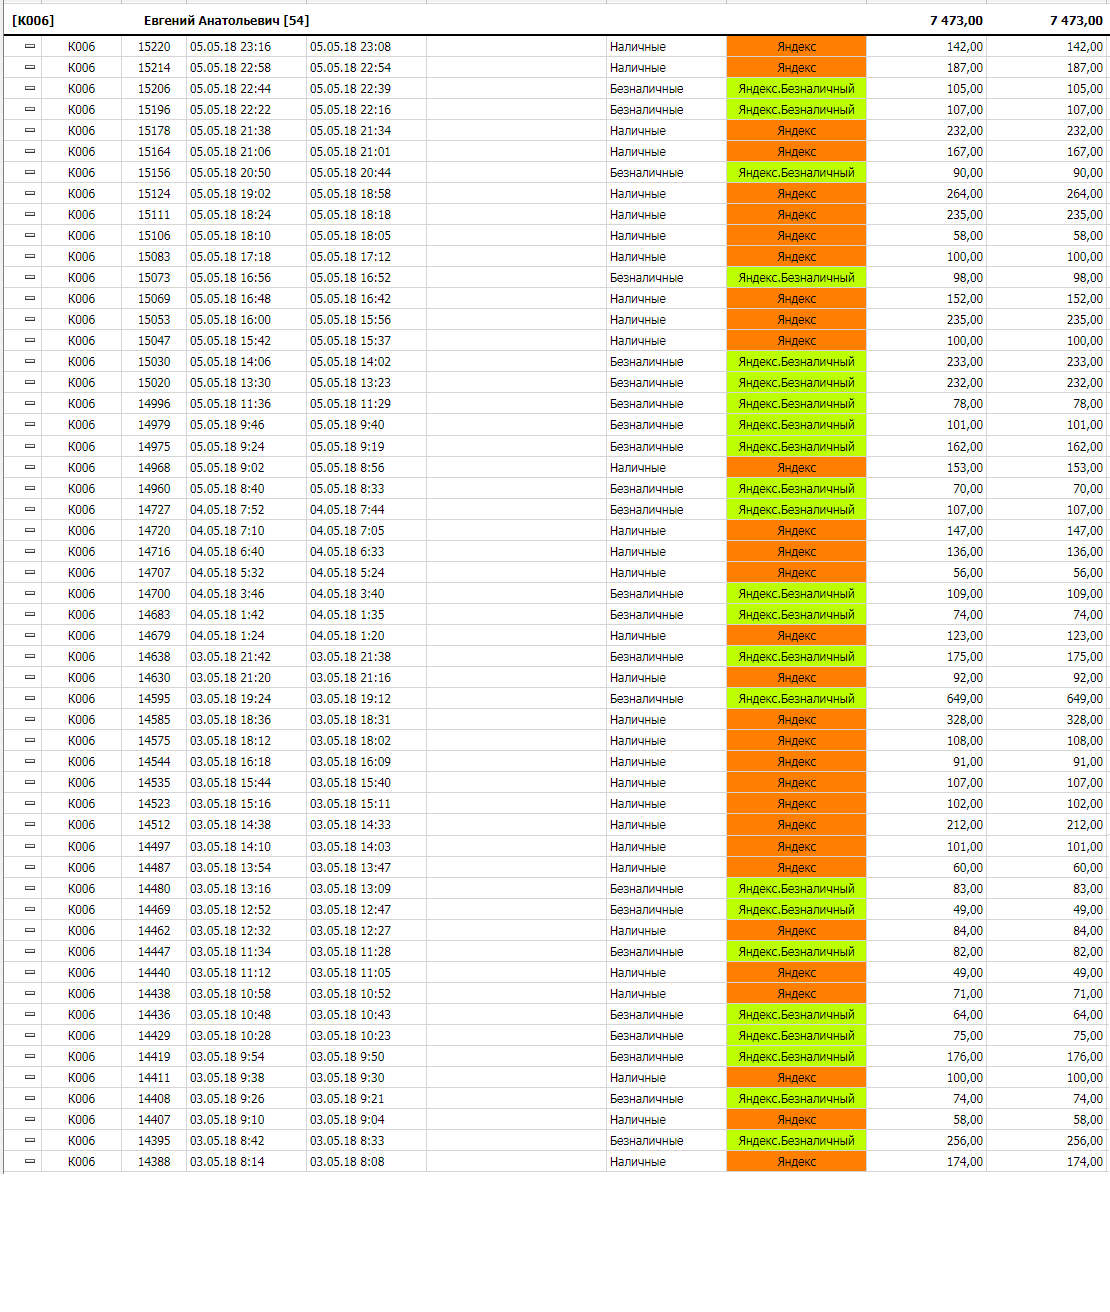 [K006] Евгений Анатольевич [54] 7 473,00 7 473,00
K006 15220 05.05.18 23:16 05.05.18 23:08 Наличные Яндекс 142,00 142,00
K006 15214 05.05.18 22:58 05.05.18 22:54 Наличные Яндекс 187,00 187,00
K006 15206 05.05.18 22:44 05.05.18 22:39 Безналичные Яндекс.Безналичный 105,00 105,00
K006 15196 05.05.18 22:22 05.05.18 22:16 Безналичные Яндекс.Безналичный 107,00 107,00
K006 15178 05.05.18 21:38 05.05.18 21:34 Наличные Яндекс 232,00 232,00
K006 15164 05.05.18 21:06 05.05.18 21:01 Наличные Яндекс 167,00 167,00
K006 15156 05.05.18 20:50 05.05.18 20:44 Безналичные Яндекс.Безналичный 90,00 90,00
K006 15124 05.05.18 19:02 05.05.18 18:58 Наличные Яндекс 264,00 264,00
K006 15111 05.05.18 18:24 05.05.18 18:18 Наличные Яндекс 235,00 235,00
K006 15106 05.05.18 18:10 05.05.18 18:05 Наличные Яндекс 58,00 58,00
K006 15083 05.05.18 17:18 05.05.18 17:12 Наличные Яндекс 100,00 100,00
K006 15073 05.05.18 16:56 05.05.18 16:52 Безналичные Яндекс.Безналичный 98,00 98,00
K006 15069 05.05.18 16:48 05.05.18 16:42 Наличные Яндекс 152,00 152,00
K006 15053 05.05.18 16:00 05.05.18 15:56 Наличные Яндекс 235,00 235,00
K006 15047 05.05.18 15:42 05.05.18 15:37 Наличные Яндекс 100,00 100,00
K006 15030 05.05.18 14:06 05.05.18 14:02 Безналичные Яндекс.Безналичный 233,00 233,00
K006 15020 05.05.18 13:30 05.05.18 13:23 Безналичные Яндекс.Безналичный 232,00 232,00
K006 14996 05.05.18 11:36 05.05.18 11:29 Безналичные Яндекс.Безналичный 78,00 78,00
K006 14979 05.05.18 9:46 05.05.18 9:40 Безналичные Яндекс.Безналичный 101,00 101,00
K006 14975 05.05.18 9:24 05.05.18 9:19 Безналичные Яндекс.Безналичный 162,00 162,00
K006 14968 05.05.18 9:02 05.05.18 8:56 Наличные Яндекс 153,00 153,00
K006 14960 05.05.18 8:40 05.05.18 8:33 Безналичные Яндекс.Безналичный 70,00 70,00
K006 14727 04.05.18 7:52 04.05.18 7:44 Безналичные Яндекс.Безналичный 107,00 107,00
K006 14720 04.05.18 7:10 04.05.18 7:05 Наличные Яндекс 147,00 147,00
K006 14716 04.05.18 6:40 04.05.18 6:33 Наличные Яндекс 136,00 136,00
K006 14707 04.05.18 5:32 04.05.18 5:24 Наличные Яндекс 56,00 56,00
K006 14700 04.05.18 3:46 04.05.18 3:40 Безналичные Яндекс.Безналичный 109,00 109,00
K006 14683 04.05.18 1:42 04.05.18 1:35 Безналичные Яндекс.Безналичный 74,00 74,00
K006 14679 04.05.18 1:24 04.05.18 1:20 Наличные Яндекс 123,00 123,00
K006 14638 03.05.18 21:42 03.05.18 21:38 Безналичные Яндекс.Безналичный 175,00 175,00
K006 14630 03.05.18 21:20 03.05.18 21:16 Наличные Яндекс 92,00 92,00
K006 14595 03.05.18 19:24 03.05.18 19:12 Безналичные Яндекс.Безналичный 649,00 649,00
K006 14585 03.05.18 18:36 03.05.18 18:31 Наличные Яндекс 328,00 328,00
K006 14575 03.05.18 18:12 03.05.18 18:02 Наличные Яндекс 108,00 108,00
K006 14544 03.05.18 16:18 03.05.18 16:09 Наличные Яндекс 91,00 91,00
K006 14535 03.05.18 15:44 03.05.18 15:40 Наличные Яндекс 107,00 107,00
K006 14523 03.05.18 15:16 03.05.18 15:11 Наличные Яндекс 102,00 102,00
K006 14512 03.05.18 14:38 03.05.18 14:33 Наличные Яндекс 212,00 212,00
K006 14497 03.05.18 14:10 03.05.18 14:03 Наличные Яндекс 101,00 101,00
K006 14487 03.05.18 13:54 03.05.18 13:47 Наличные Яндекс 60,00 60,00
K006 14480 03.05.18 13:16 03.05.18 13:09 Безналичные Яндекс.Безналичный 83,00 83,00
K006 14469 03.05.18 12:52 03.05.18 12:47 Безналичные Яндекс.Безналичный 49,00 49,00
K006 14462 03.05.18 12:32 03.05.18 12:27 Наличные Яндекс 84,00 84,00
K006 14447 03.05.18 11:34 03.05.18 11:28 Безналичные Яндекс.Безналичный 82,00 82,00
K006 14440 03.05.18 11:12 03.05.18 11:05 Наличные Яндекс 49,00 49,00
K006 14438 03.05.18 10:58 03.05.18 10:52 Наличные Яндекс 71,00 71,00
K006 14436 03.05.18 10:48 03.05.18 10:43 Безналичные Яндекс.Безналичный 64,00 64,00
K006 14429 03.05.18 10:28 03.05.18 10:23 Безналичные Яндекс.Безналичный 75,00 75,00
K006 14419 03.05.18 9:54 03.05.18 9:50 Безналичные Яндекс.Безналичный 176,00 176,00
K006 14411 03.05.18 9:38 03.05.18 9:30 Наличные Яндекс 100,00 100,00
K006 14408 03.05.18 9:26 03.05.18 9:21 Безналичные Яндекс.Безналичный 74,00 74,00
K006 14407 03.05.18 9:10 03.05.18 9:04 Наличные Яндекс 58,00 58,00
K006 14395 03.05.18 8:42 03.05.18 8:33 Безналичные Яндекс.Безналичный 256,00 256,00
K006 14388 03.05.18 8:14 03.05.18 8:08 Наличные Яндекс 174,00 174,00